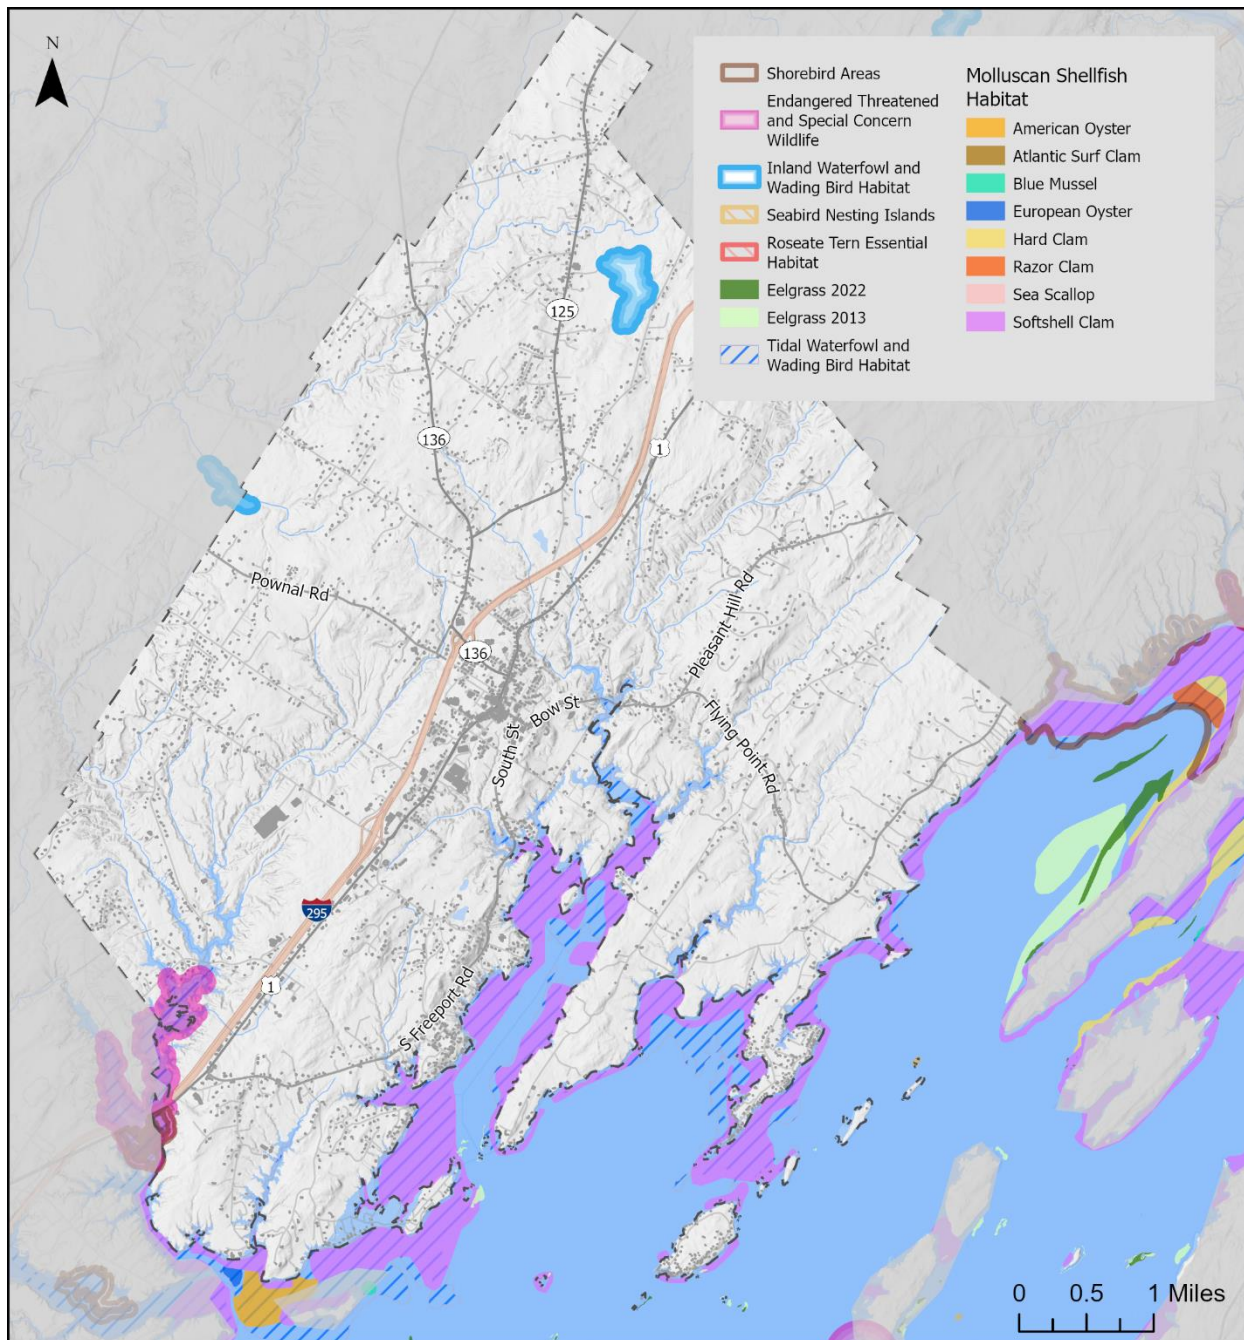 N
Shorebird Areas
Endangered Threatened
and Special Concern
Wildlife
Inland Waterfowl and
Wading Bird Habitat
Seabird Nesting Islands
Roseate Tern Essential
Habitat
Eelgrass 2022
Eelgrass 2013
Tidal Waterfowl and
Wading Bird Habitat
Molluscan Shellfish
Habitat
American Oyster
Atlantic Surf Clam
Blue Mussel
European Oyster
Hard Clam
Razor Clam
Sea Scallop
Softshell Clam
125
136
1
Pownal Rd
136
Pleasant Hill Rd
Bow St
Flying Point Rd
South St
295
1
S Freeport Rd
0 0.5 1 Miles